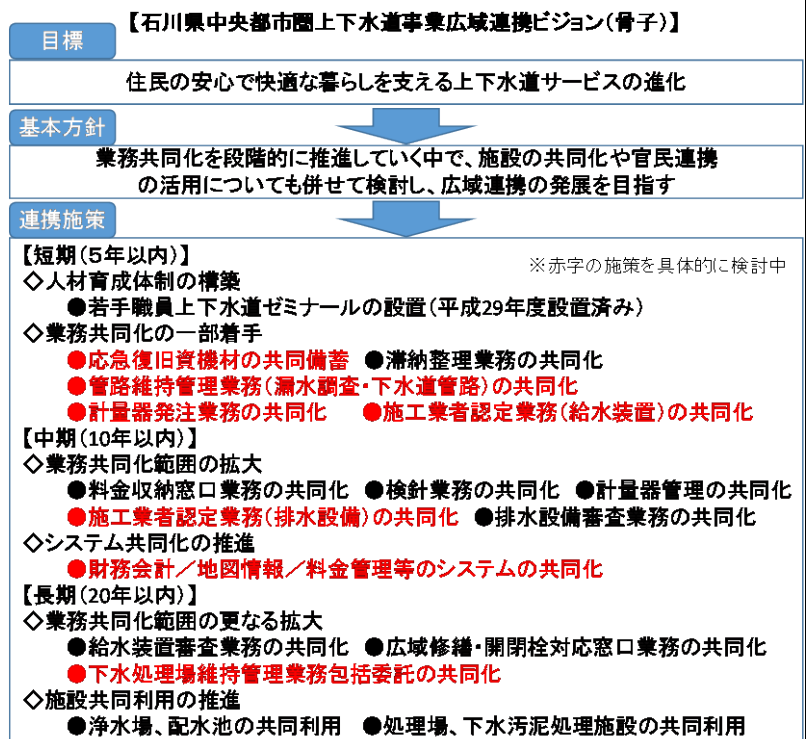 【石川県中央都市圏上下水道事業広域連携ビジョン（骨子）】
目標
住民の安心で快適な暮らしを支える上下水道サービスの進化
基本方針
業務共同化を段階的に推進していく中で、施設の共同化や官民連携
の活用についても併せて検討し、広域連携の発展を目指す
連携施策
【短期（５年以内）】
※赤字の施策を具体的に検討中
◇人材育成体制の構築
●若手職員上下水道ゼミナールの設置（平成29年度設置済み）
◇業務共同化の一部着手
●応急復旧資機材の共同備蓄 ●滞納整理業務の共同化
●管路維持管理業務（漏水調査・下水道管路）の共同化
●計量器発注業務の共同化 ●施工業者認定業務（給水装置）の共同化
【中期（10年以内）】
◇業務共同化範囲の拡大
●料金収納窓口業務の共同化 ●検針業務の共同化 ●計量器管理の共同化
●施工業者認定業務（排水設備）の共同化 ●排水設備審査業務の共同化
◇システム共同化の推進
●財務会計／地図情報／料金管理等のシステムの共同化
【長期（20年以内）】
◇業務共同化範囲の更なる拡大
●給水装置審査業務の共同化 ●広域修繕・開閉栓対応窓口業務の共同化
●下水処理場維持管理業務包括委託の共同化
◇施設共同利用の推進
●浄水場、配水池の共同利用 ●処理場、下水汚泥処理施設の共同利用